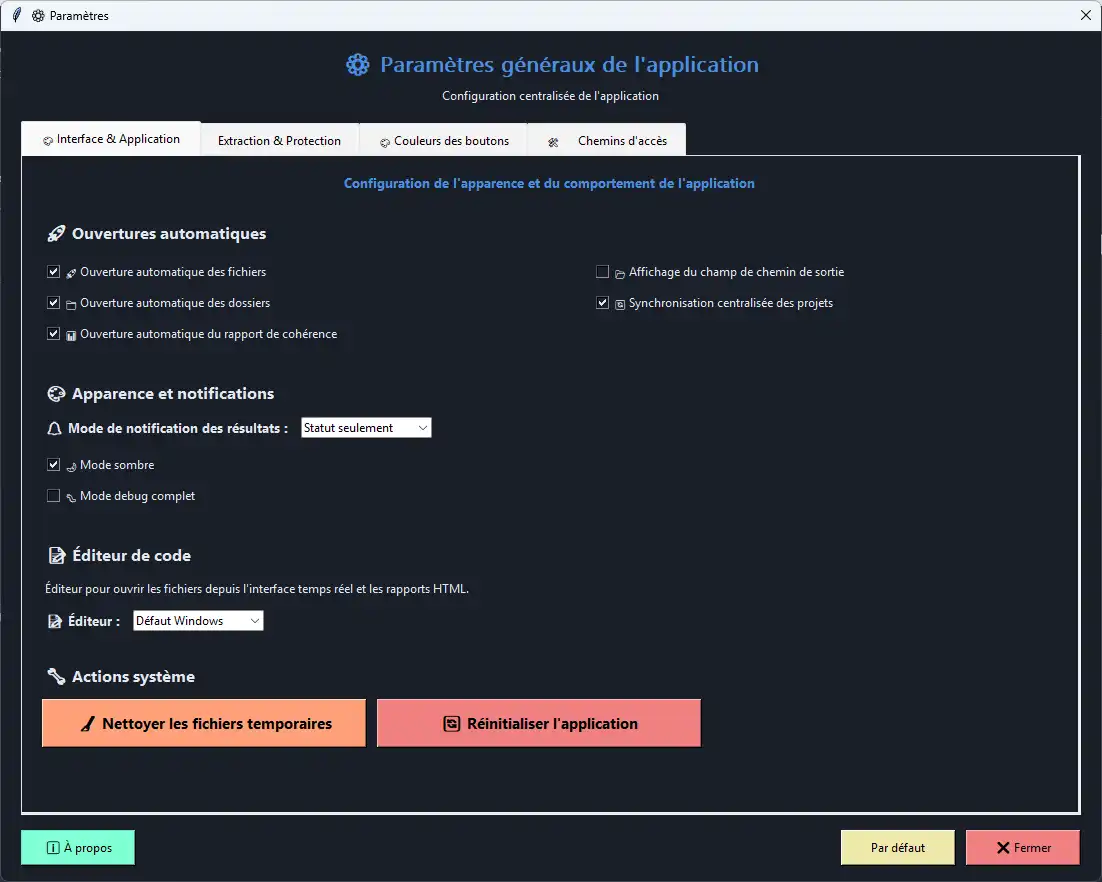 Paramètres
Paramètres généraux de l'application
Configuration centralisée de l'application
Interface & Application
Extraction & Protection
Couleurs des boutons
Chemins d'accès
Configuration de l'apparence et du comportement de l'application
Ouvertures automatiques
Ouverture automatique des fichiers
Affichage du champ de chemin de sortie
Ouverture automatique des dossiers
Synchronisation centralisée des projets
Ouverture automatique du rapport de cohérence
Apparence et notifications
Mode de notification des résultats : Statut seulement
Mode sombre
Mode debug complet
Éditeur de code
Éditeur pour ouvrir les fichiers depuis l'interface temps réel et les rapports HTML.
Éditeur : Défaut Windows
Actions système
Nettoyer les fichiers temporaires
Réinitialiser l'application
À propos
Par défaut
Fermer